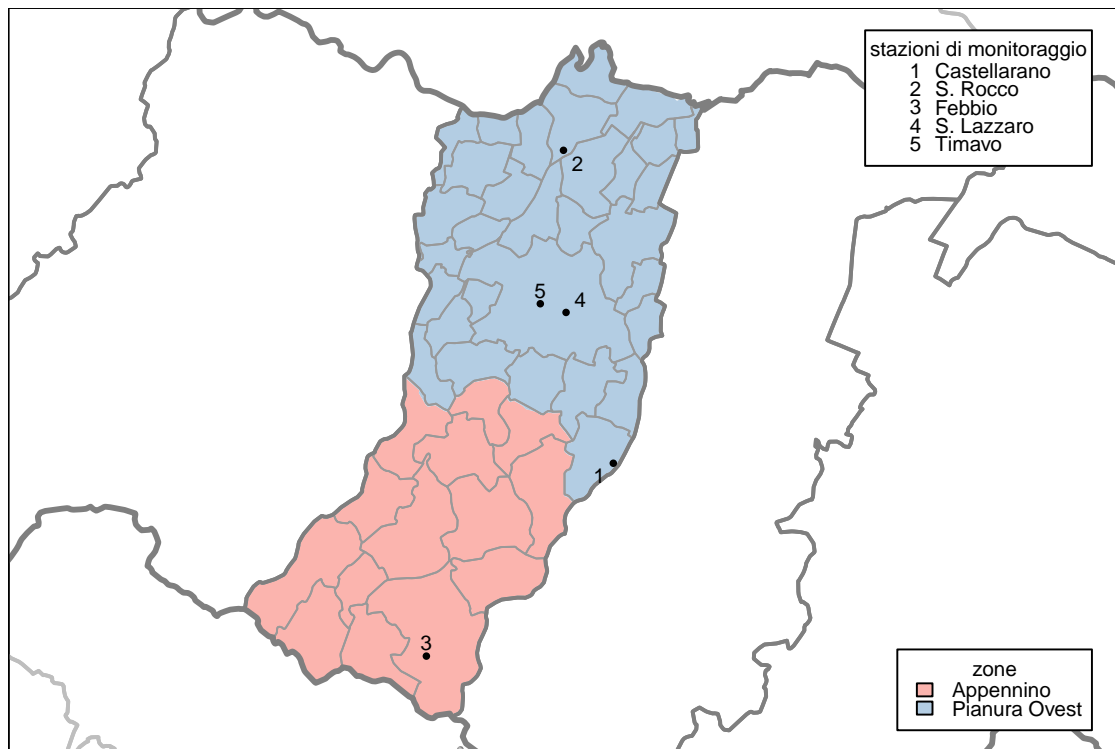 stazioni di monitoraggio
1 Castellarano
2 S. Rocco
3 Febbio
4 S. Lazzaro
5 Timavo
2
5
4
1
3
zone
Appennino
Pianura Ovest